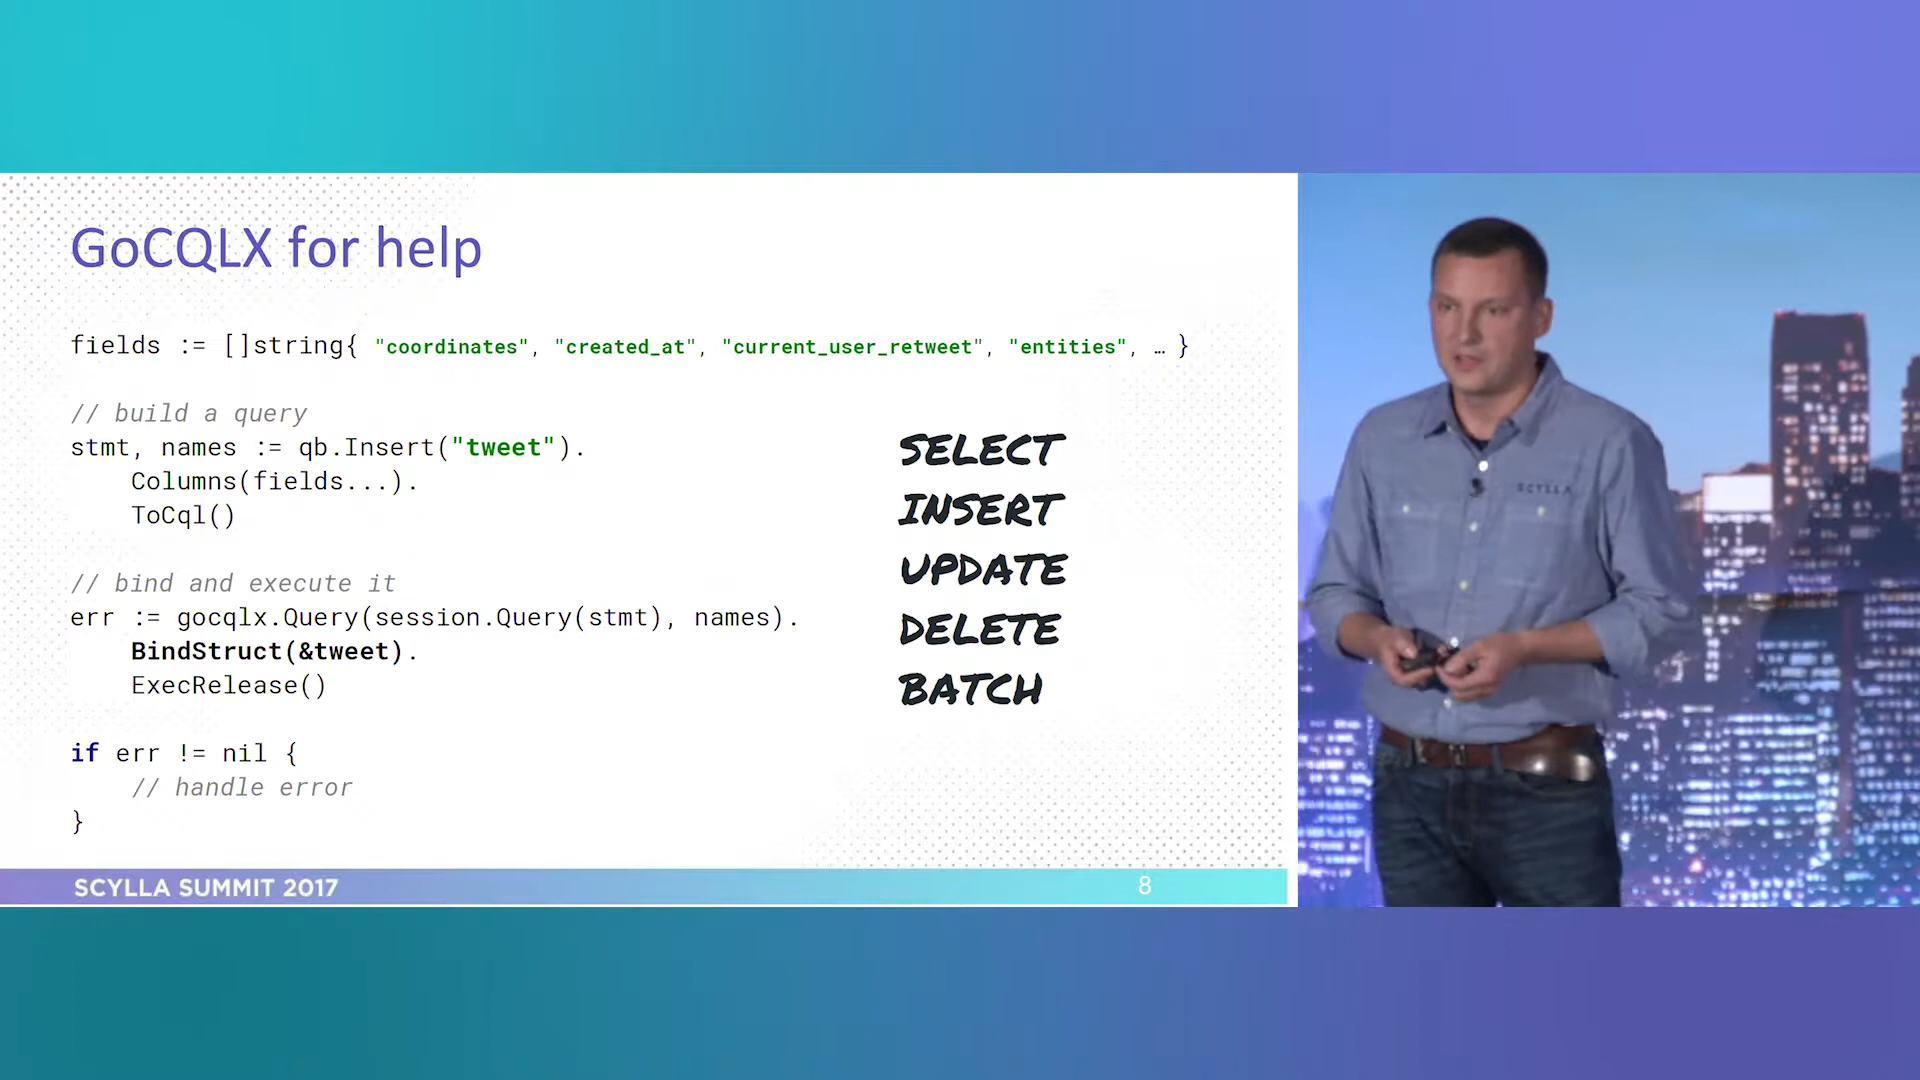 GoCQLX for help
fields := []string{ "coordinates", "created_at", "current_user_retweet", "entities", … }
// build a query
stmt, names := qb.Insert("tweet").
Columns(fields...).
ToCql()
// bind and execute it
err := gocqlx.Query(session.Query(stmt), names).
BindStruct(&tweet).
ExecRelease()
if err != nil {
// handle error
}
SELECT
INSERT
UPDATE
DELETE
BATCH
SCYLLA SUMMIT 2017
8
SCYLLA